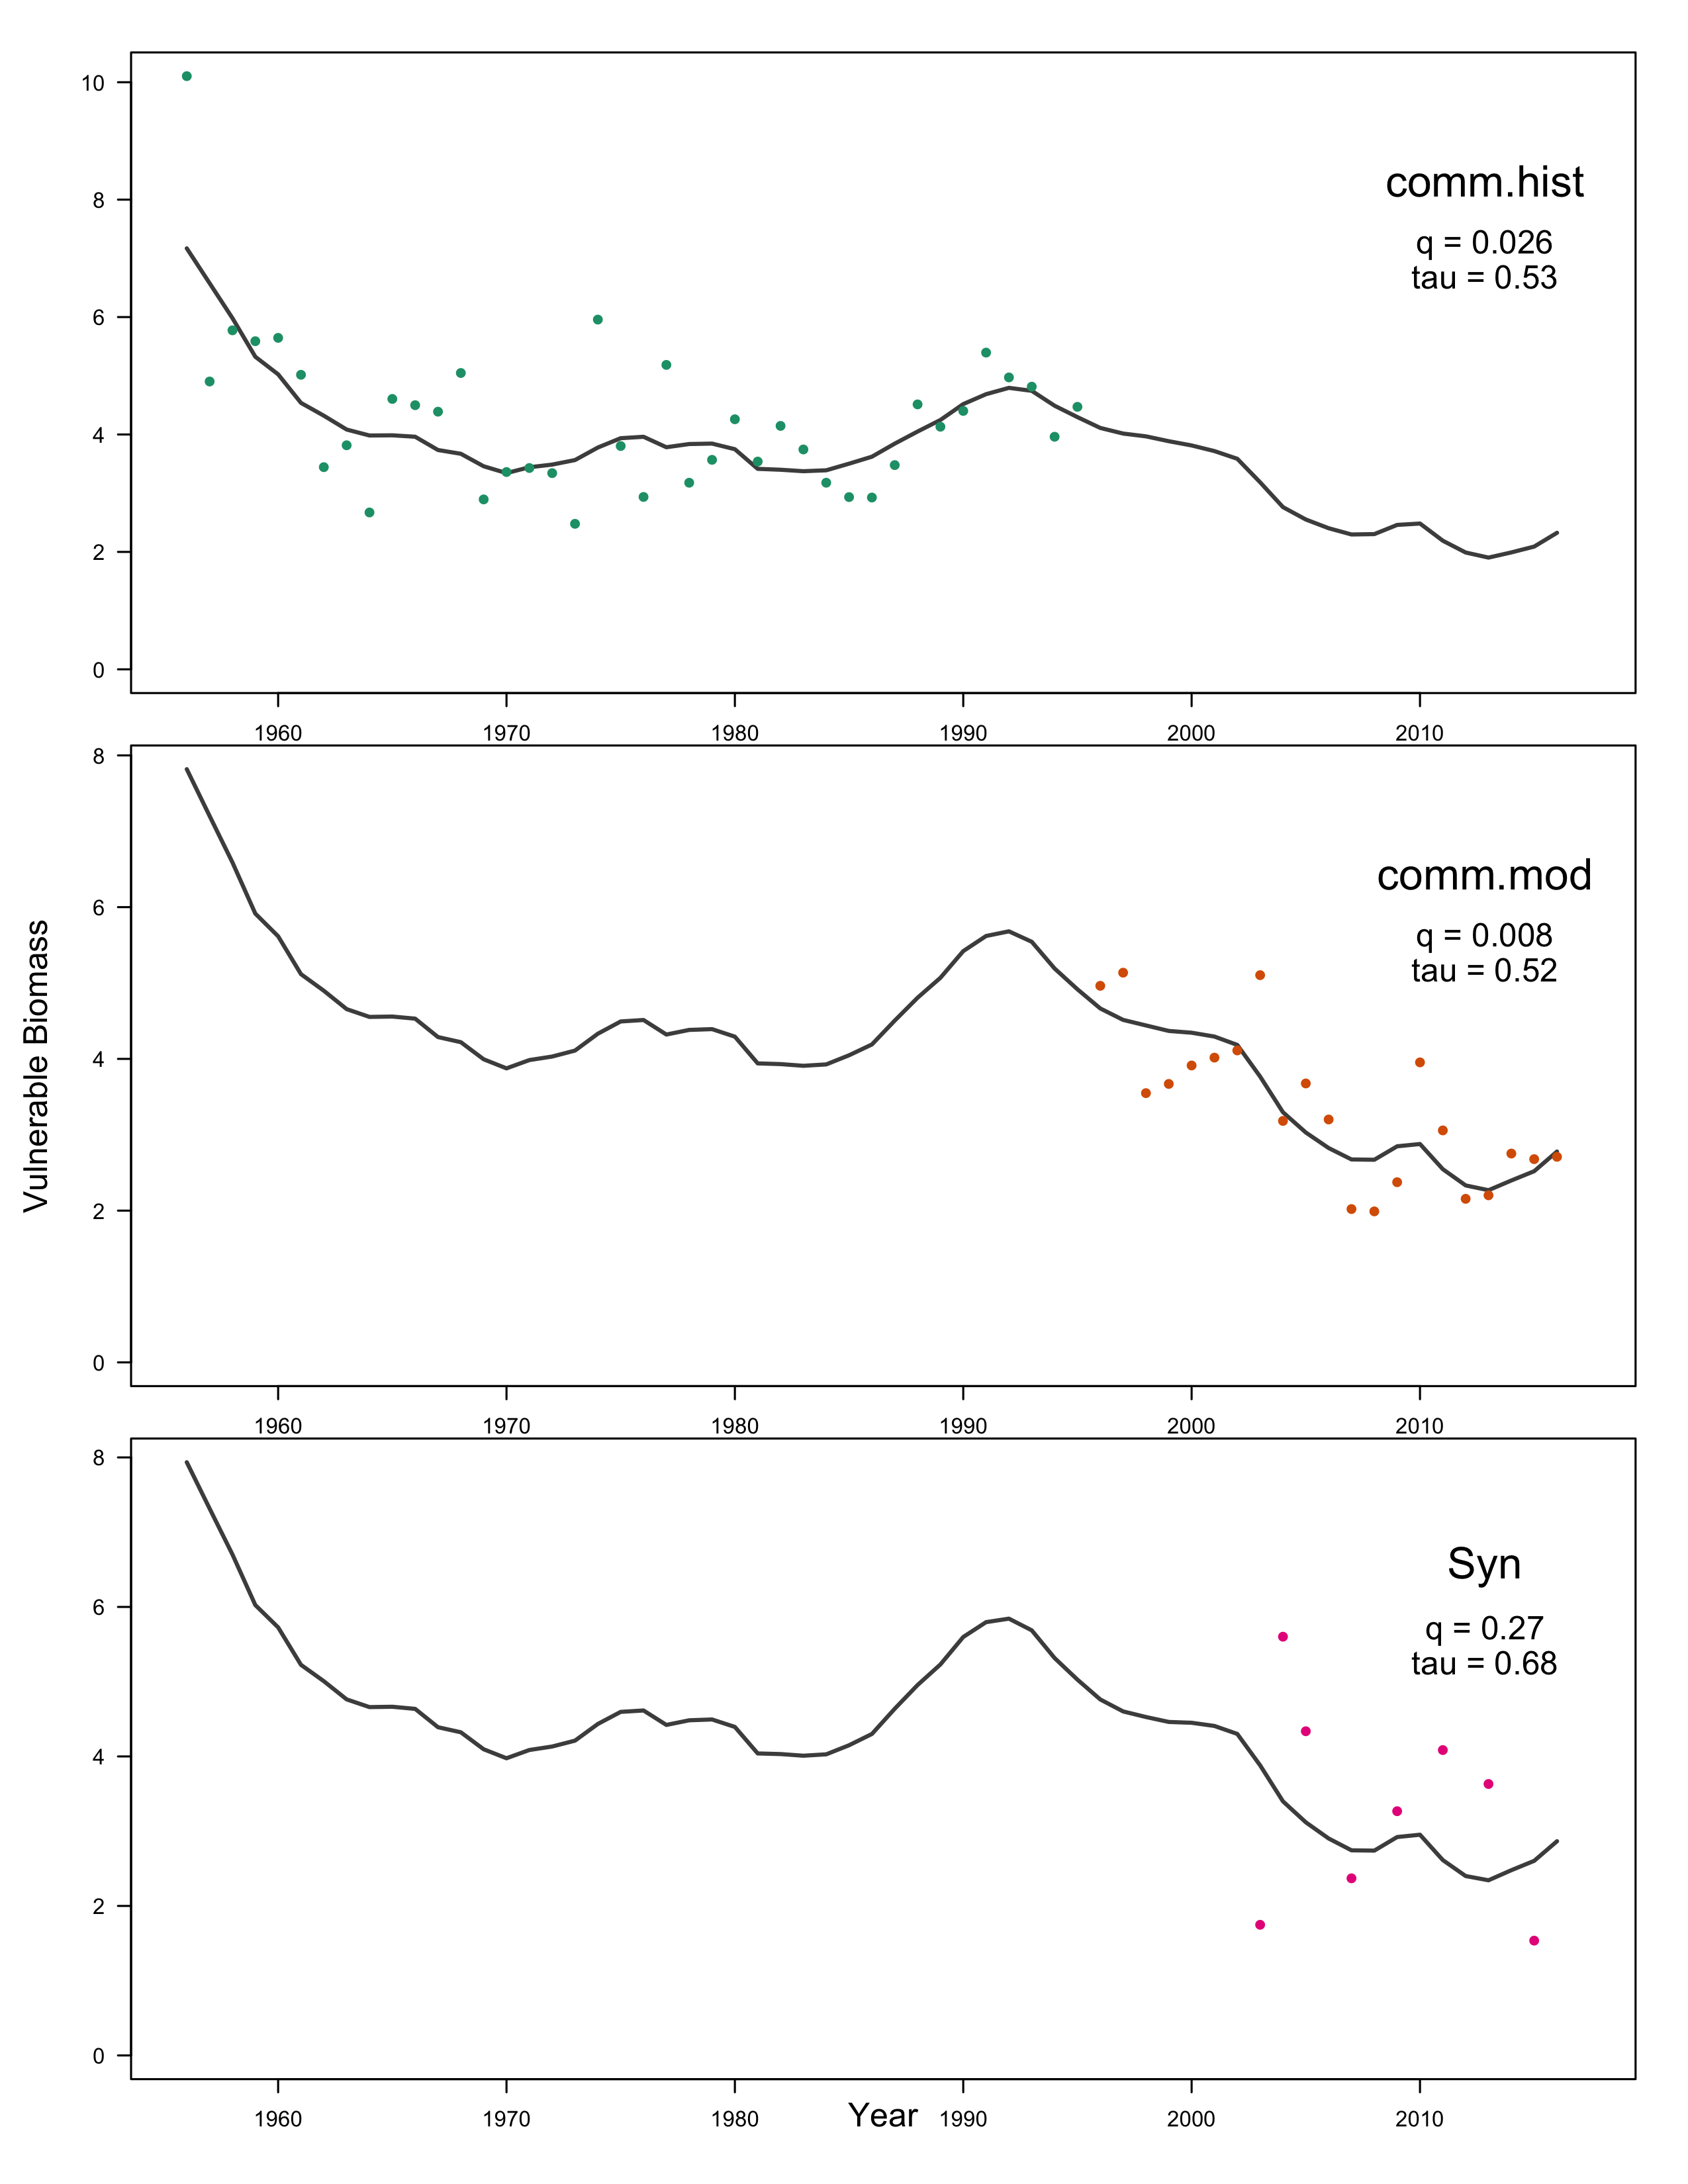 10
8
6
4
2
0
comm.hist
q = 0.026
tau = 0.53
1960 1970 1980 1990 2000 2010
Vulnerable Biomass
8
6
4
2
0
comm.mod
q = 0.008
tau = 0.52
1960 1970 1980 1990 2000 2010
8
6
4
2
0
Syn
q = 0.27
tau = 0.68
1960 1970 1980 1990 2000 2010
Year